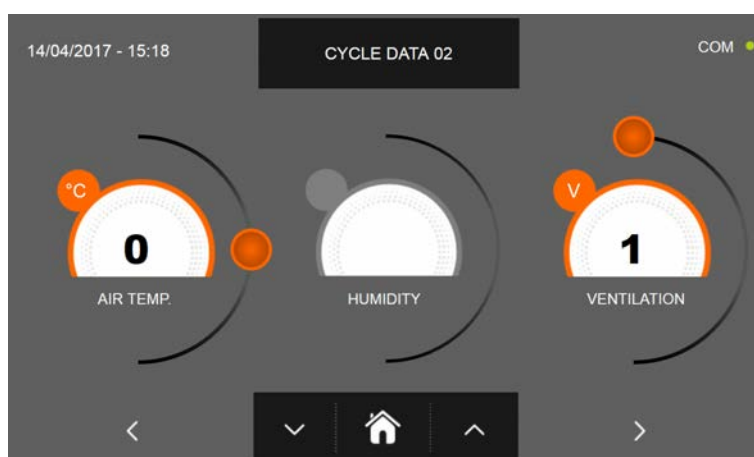 14/04/2017 - 15:18
CYCLE DATA 02
COM
°C
0
AIR TEMP.
HUMIDITY
V
1
VENTILATION